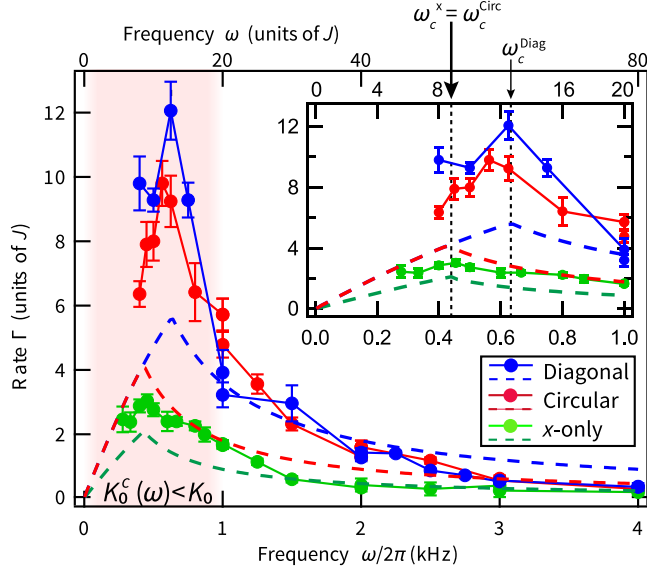 ω_c^x = ω_c^Circ
Frequency ω (units of J)
ω_c^Diag
0 20 40 60 80
0 4 8 12 16 20
12
8
4
0
0.0 0.2 0.4 0.6 0.8 1.0
12
10
8
6
4
2
0
Rate Γ (units of J)
Diagonal
Circular
x-only
K_0^c (ω)<K_0
0 1 2 3 4
Frequency ω/2π (kHz)